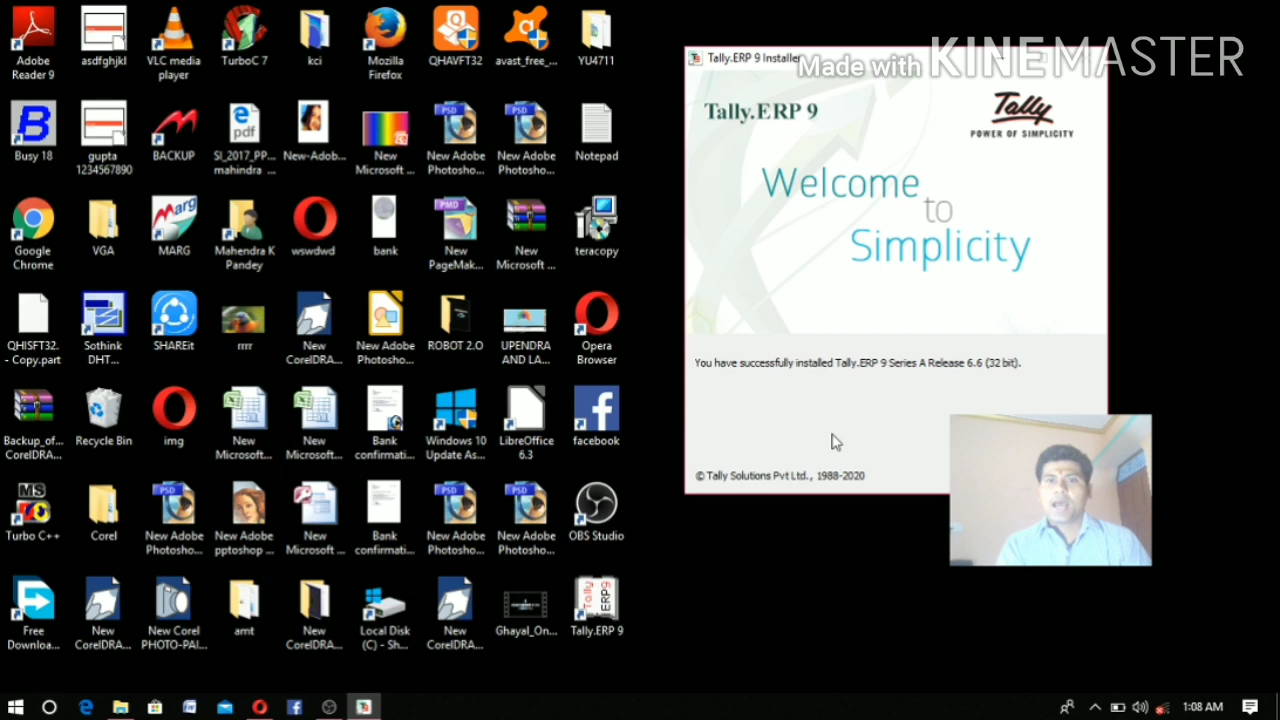 Adobe
Reader 9
asdfghjkl
VLC media
player
TurboC 7
kci
Mozilla
Firefox
QHAVFT32
avast_free_...
YU4711
Busy 18
gupta
1234567890
BACKUP
SI_2017_PP...
mahindra ...
New-Adob...
New
Microsoft ...
New Adobe
Photosho...
New Adobe
Photosho...
Notepad
Google
Chrome
VGA
MARG
Mahendra K
Pandey
wswdwd
bank
New
PageMak...
New
Microsoft ...
teracopy
QHISFT32.
- Copy.part
Sothink
DHT...
SHAREit
rrrr
New
CorelDRA...
New Adobe
Photosho...
ROBOT 2.O
UPENDRA
AND LA...
Opera
Browser
Backup_of...
CorelDRA...
Recycle Bin
img
New
Microsoft...
New
Microsoft...
Bank
confirmati...
Windows 10
Update As...
LibreOffice
6.3
facebook
Turbo C++
Corel
New Adobe
Photosho...
New Adobe
pptoshop ...
New
Microsoft ...
Bank
confirmati...
New Adobe
Photosho...
New Adobe
Photosho...
OBS Studio
Free
Downloa...
New
CorelDRA...
New Corel
PHOTO-PAI...
amt
New
CorelDRA...
Local Disk
(C) - Sh...
New
CorelDRA...
Ghayal_On...
Tally.ERP 9
Tally.ERP 9 Installer
Made with KINEMASTER
Tally.ERP 9
Tally
POWER OF SIMPLICITY
Welcome
to
Simplicity
You have successfully installed Tally.ERP 9 Series A Release 6.6 (32 bit).
© Tally Solutions Pvt Ltd., 1988-2020
1:08 AM